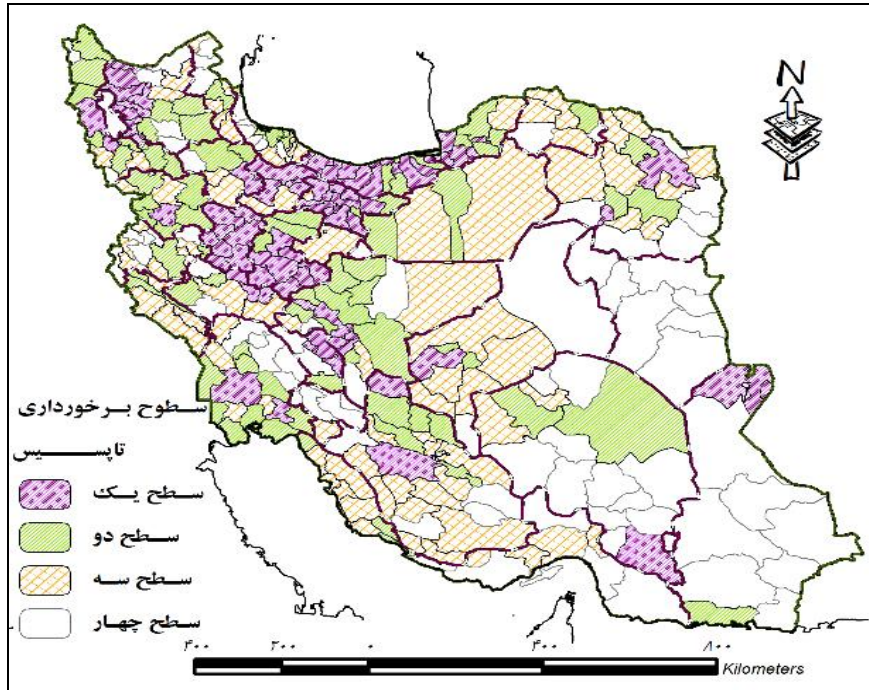 N
سطوح برخورداری
تاپسیس
سطح یک
سطح دو
سطح سه
سطح چهار
۴۰۰ ۲۰۰ ۰ ۴۰۰ ۸۰۰
Kilometers